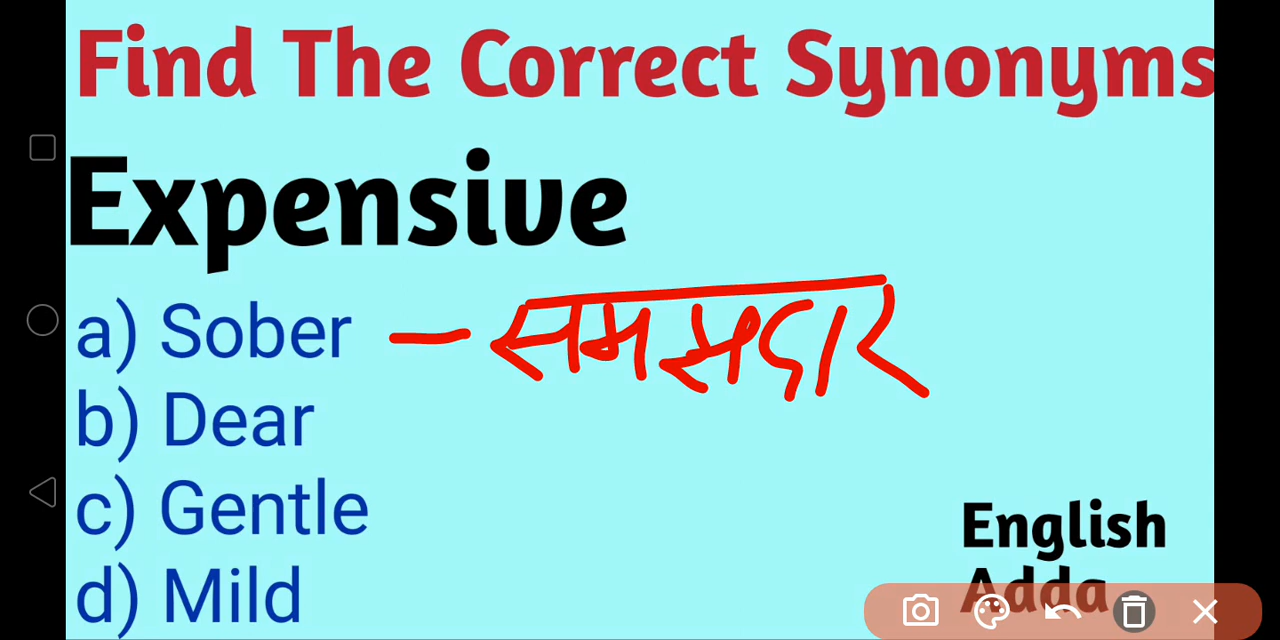 Find The Correct Synonyms
Expensive
a) Sober — समझदार
b) Dear
c) Gentle
d) Mild
English
Adda